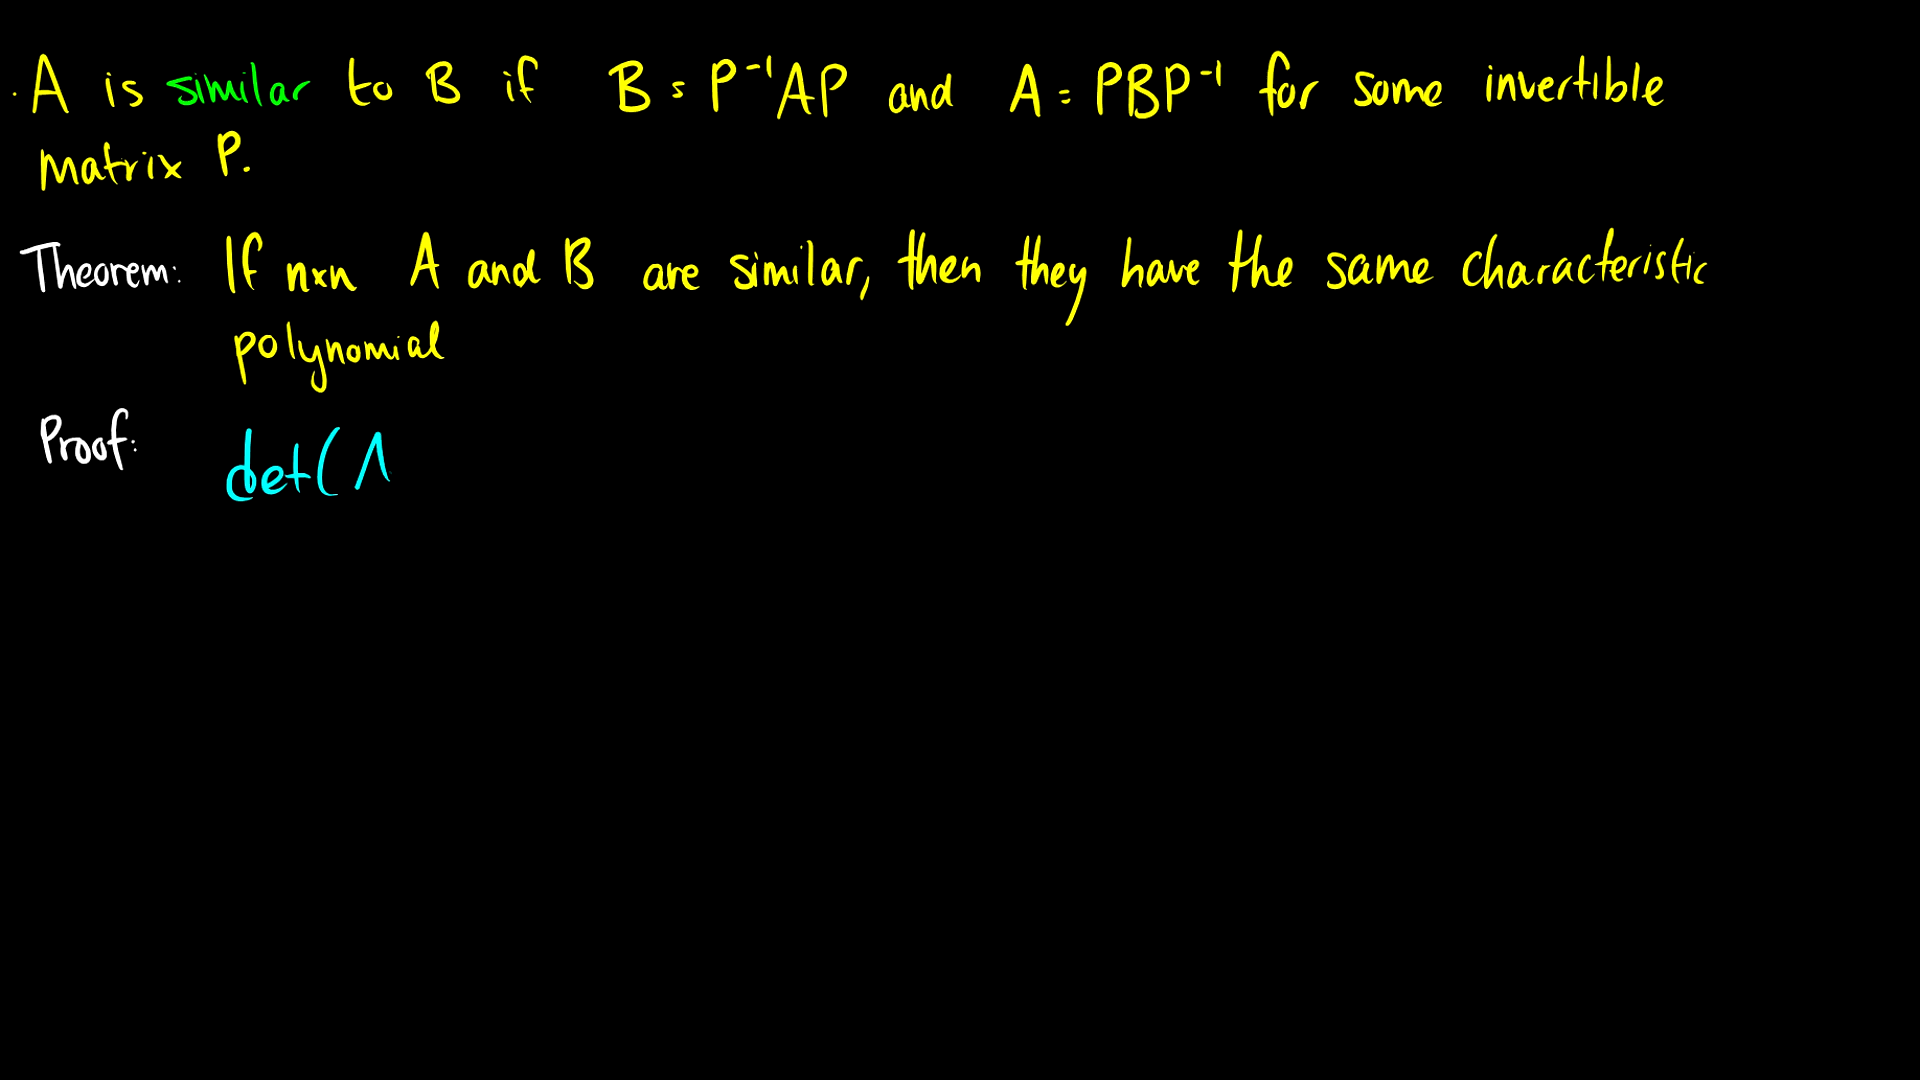 · A is similar to B if B = P⁻¹AP and A = PBP⁻¹ for some invertible
matrix P.
Theorem: If n×n A and B are similar, then they have the same characteristic
polynomial
Proof: det( Λ